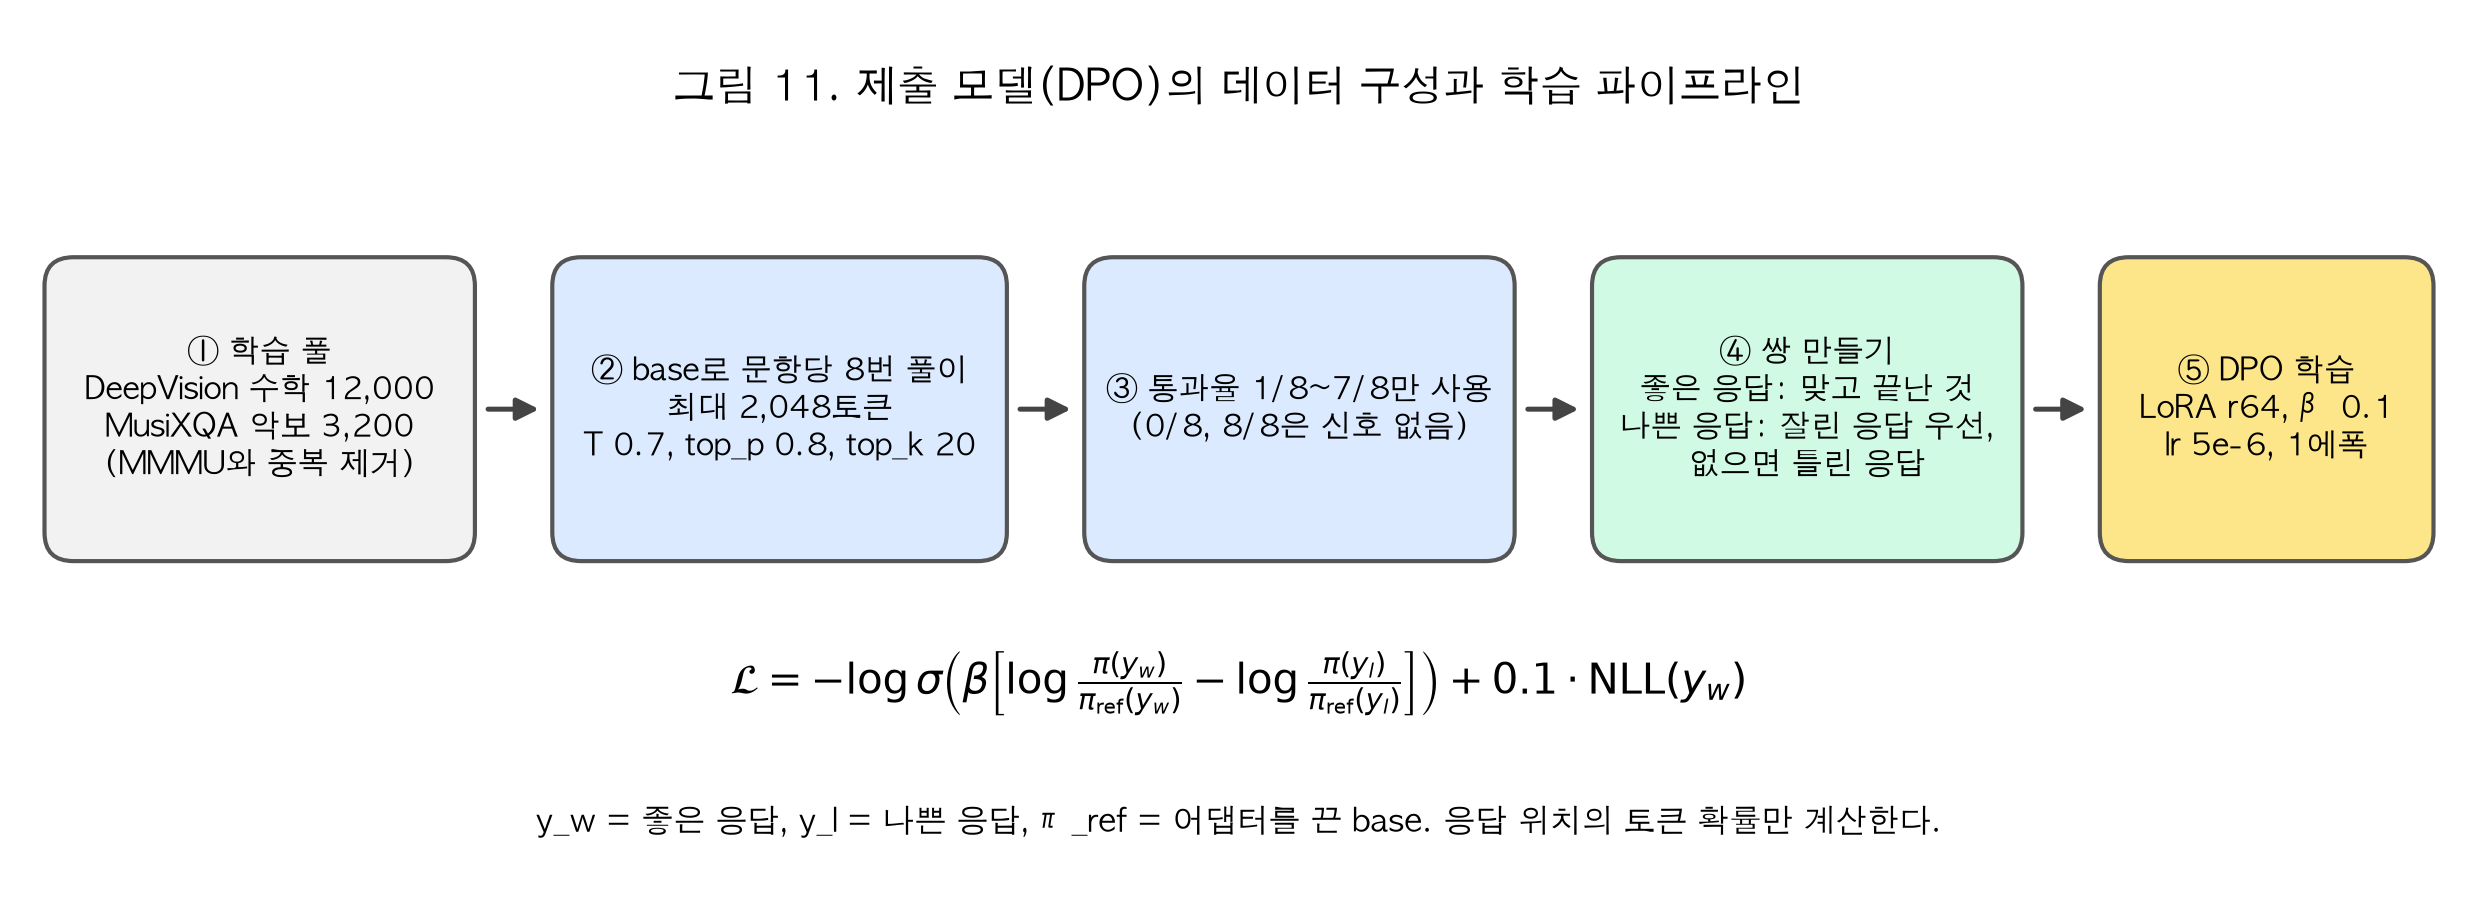 그림 11. 제출 모델(DPO)의 데이터 구성과 학습 파이프라인
① 학습 풀
DeepVision 수학 12,000
MusiXQA 악보 3,200
(MMMU와 중복 제거)
② base로 문항당 8번 풀이
최대 2,048토큰
T 0.7, top_p 0.8, top_k 20
③ 통과율 1/8~7/8만 사용
(0/8, 8/8은 신호 없음)
④ 쌍 만들기
좋은 응답: 맞고 끝난 것
나쁜 응답: 잘린 응답 우선,
없으면 틀린 응답
⑤ DPO 학습
LoRA r64, β 0.1
lr 5e-6, 1에폭
ℒ = −log σ(β[log π(y_w)/π_ref(y_w) − log π(y_l)/π_ref(y_l)]) + 0.1 · NLL(y_w)
y_w = 좋은 응답, y_l = 나쁜 응답, π _ref = 어댑터를 끈 base. 응답 위치의 토큰 확률만 계산한다.